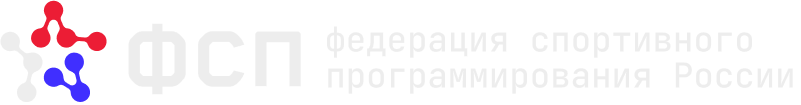 ФСП
федерация спортивного
программирования России